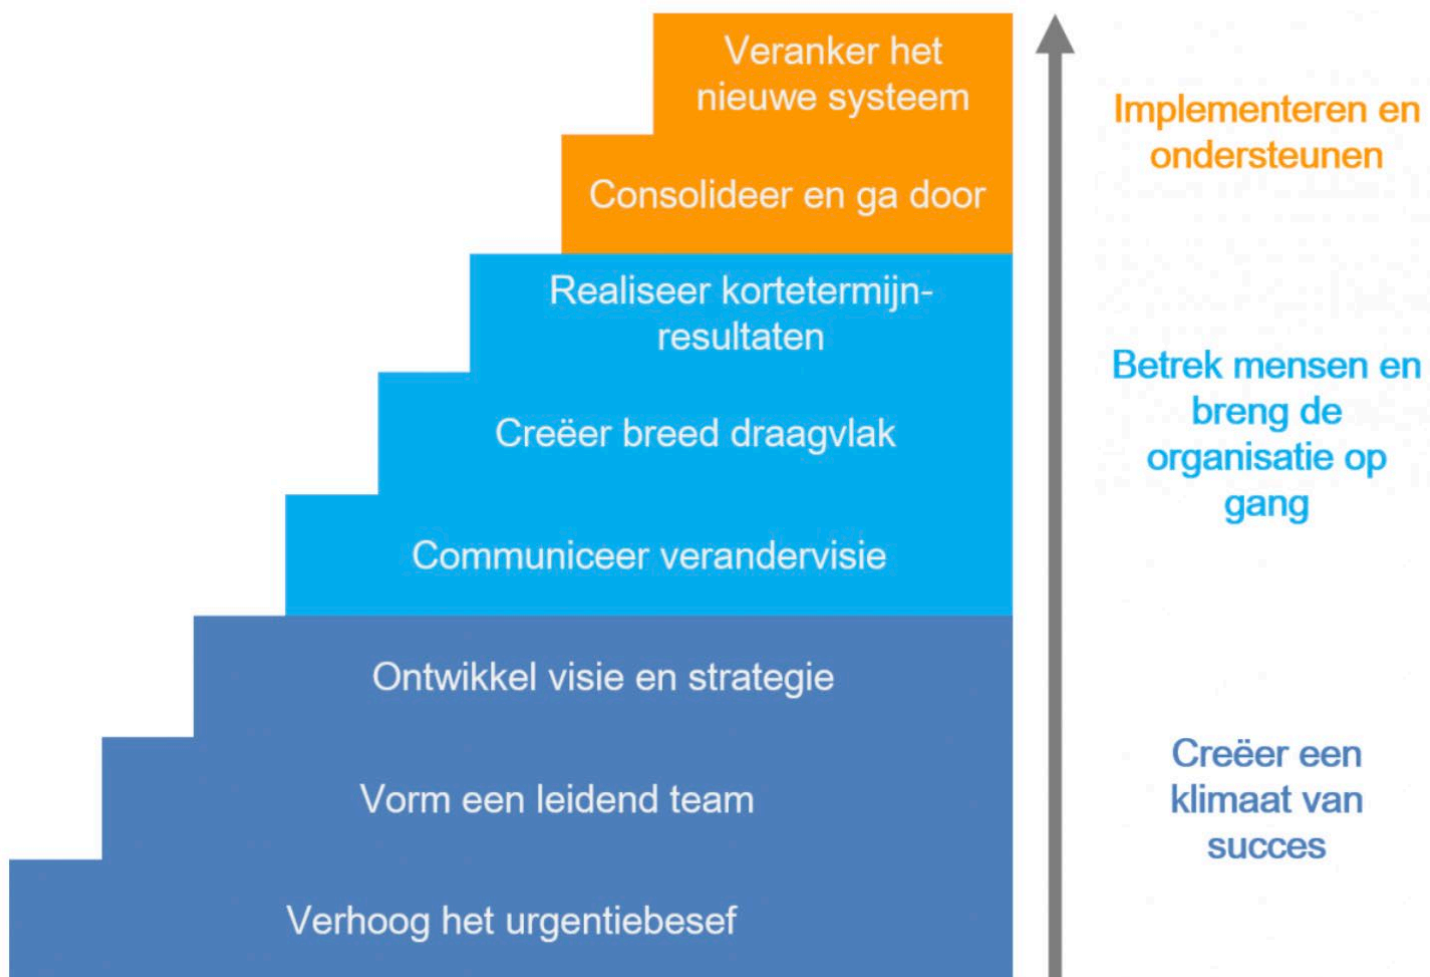 Veranker het
nieuwe systeem
Consolideer en ga door
Realiseer kortetermijn-
resultaten
Creëer breed draagvlak
Communiceer verandervisie
Ontwikkel visie en strategie
Vorm een leidend team
Verhoog het urgentiebesef
Implementeren en
ondersteunen
Betrek mensen en
breng de
organisatie op
gang
Creëer een
klimaat van
succes